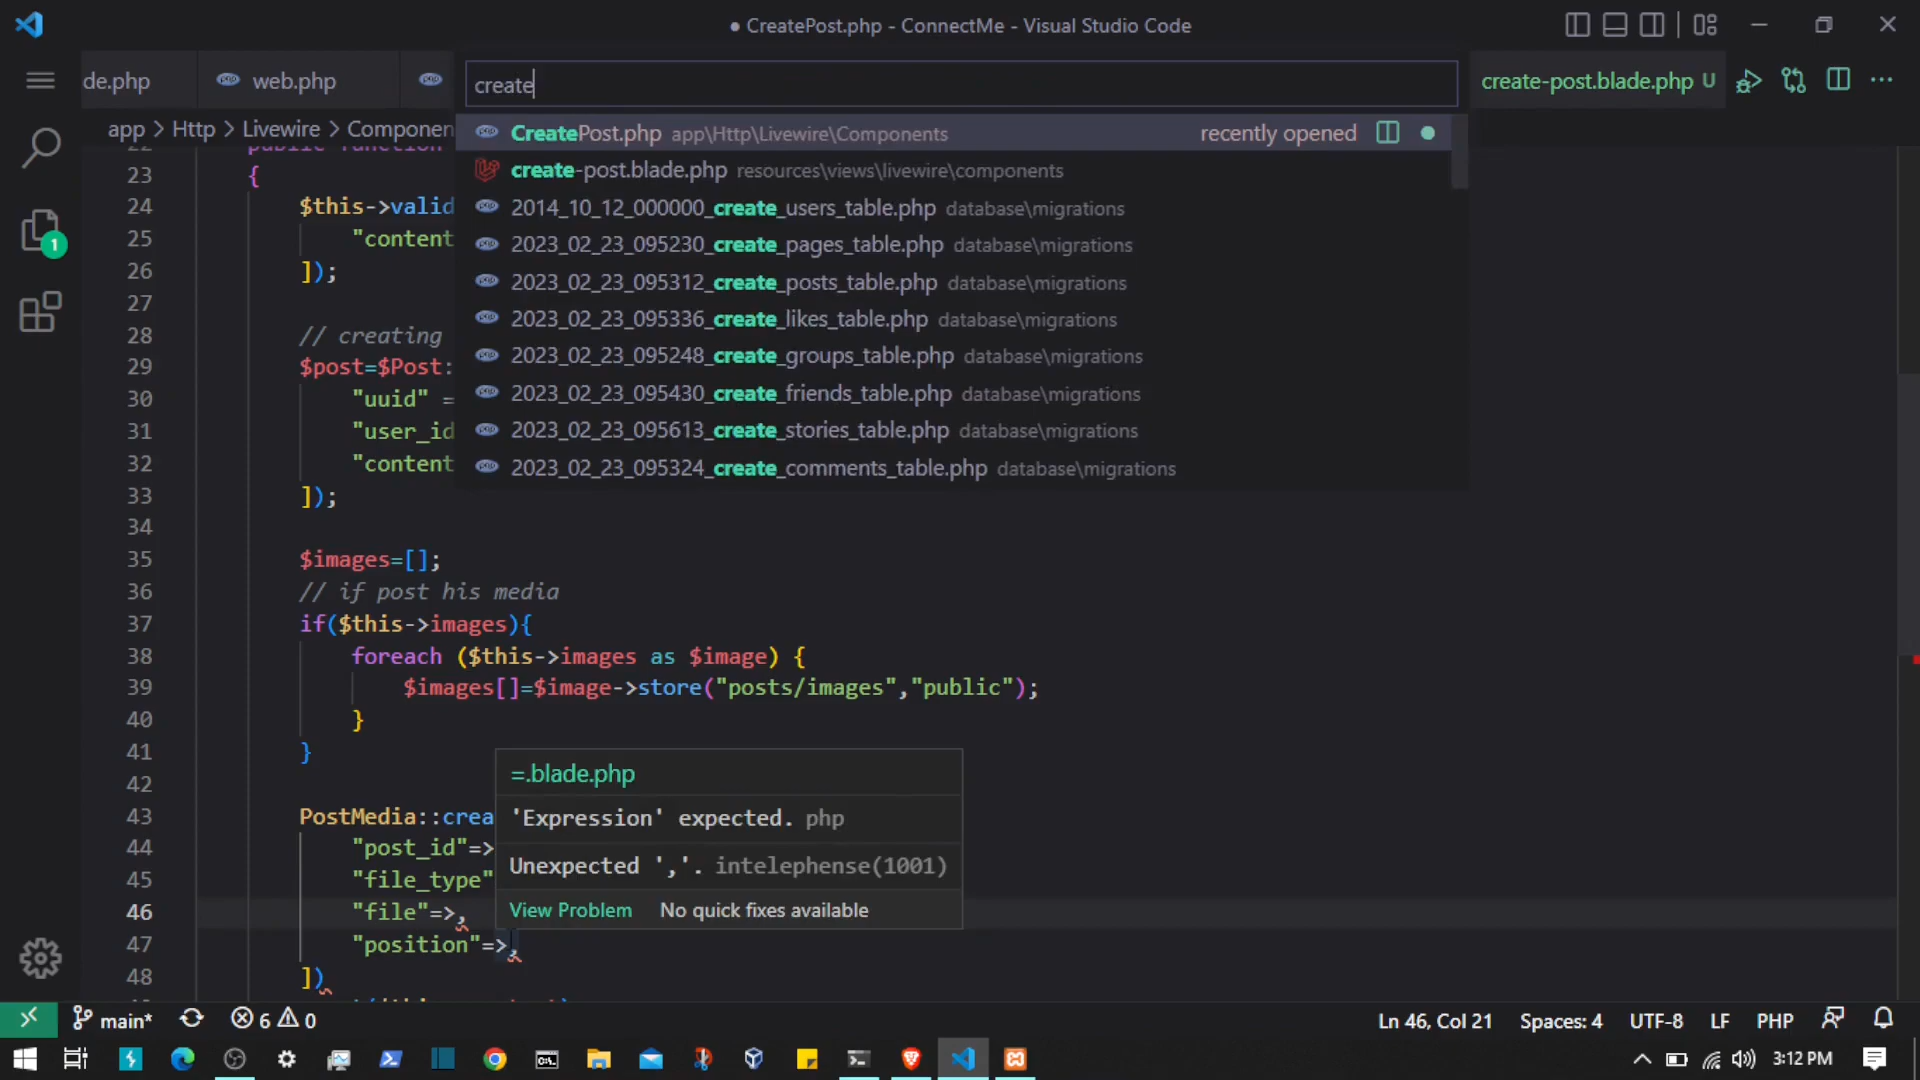 ● CreatePost.php - ConnectMe - Visual Studio Code
de.php
web.php
create
create-post.blade.php U
app > Http > Livewire > Componen
CreatePost.php app\Http\Livewire\Components recently opened
create-post.blade.php resources\views\livewire\components
2014_10_12_000000_create_users_table.php database\migrations
2023_02_23_095230_create_pages_table.php database\migrations
2023_02_23_095312_create_posts_table.php database\migrations
2023_02_23_095336_create_likes_table.php database\migrations
2023_02_23_095248_create_groups_table.php database\migrations
2023_02_23_095430_create_friends_table.php database\migrations
2023_02_23_095613_create_stories_table.php database\migrations
2023_02_23_095324_create_comments_table.php database\migrations
22 public function
23 {
24 $this->valid
25 "content
26 ]);
27
28 // creating
29 $post=$Post:
30 "uuid" =
31 "user_id
32 "content
33 ]);
34
35 $images=[];
36 // if post his media
37 if($this->images){
38 foreach ($this->images as $image) {
39 $images[]=$image->store("posts/images","public");
40 }
41 }
42
43 PostMedia::crea
44 "post_id"=>
45 "file_type"
46 "file"=>,
47 "position"=>,
48 ])
=.blade.php
'Expression' expected. php
Unexpected ','. intelephense(1001)
View Problem No quick fixes available
1
main* 6 0
Ln 46, Col 21 Spaces: 4 UTF-8 LF PHP
3:12 PM